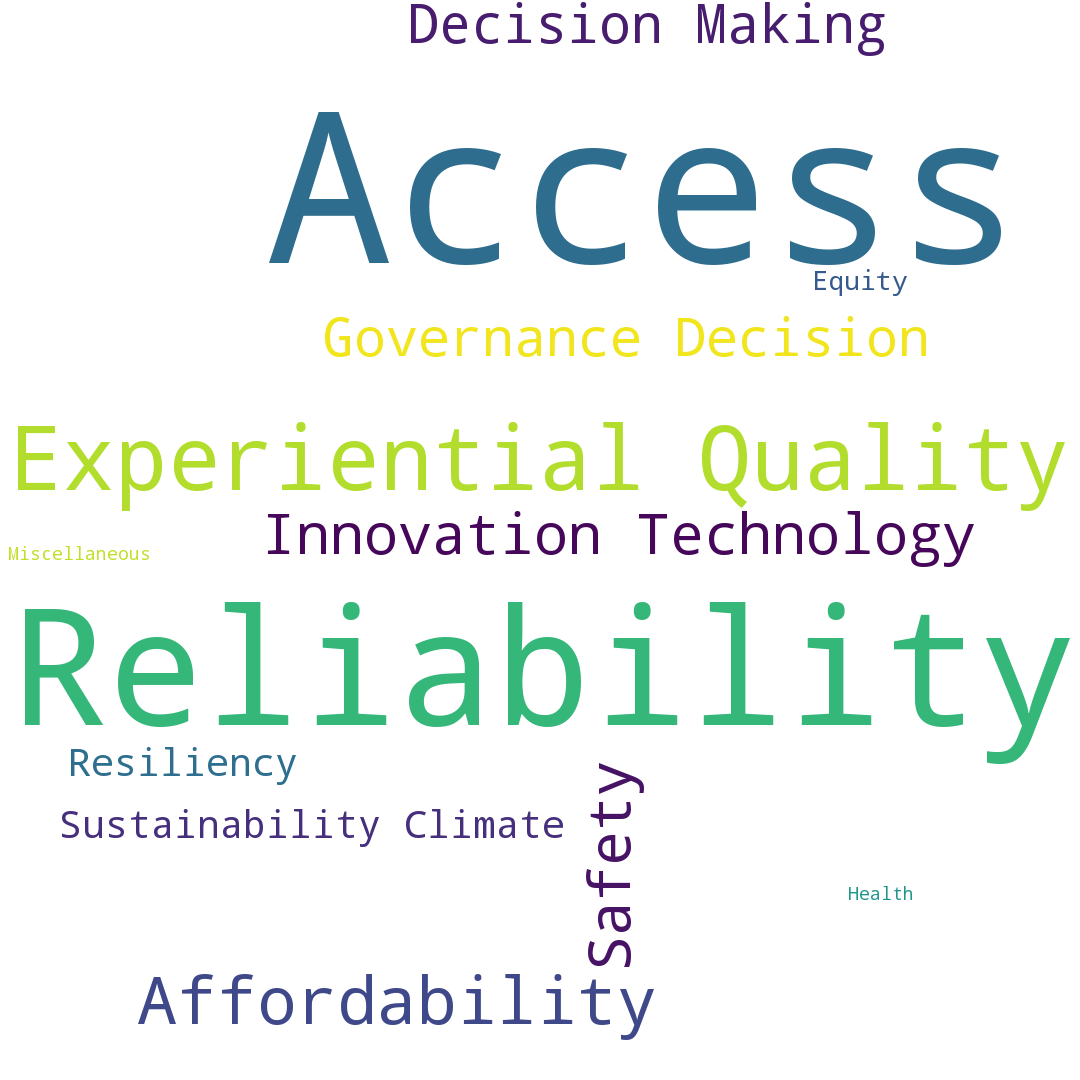 Decision Making
Access
Equity
Governance Decision
Experiential Quality
Innovation Technology
Miscellaneous
Reliability
Resiliency
Sustainability Climate
Safety
Health
Affordability